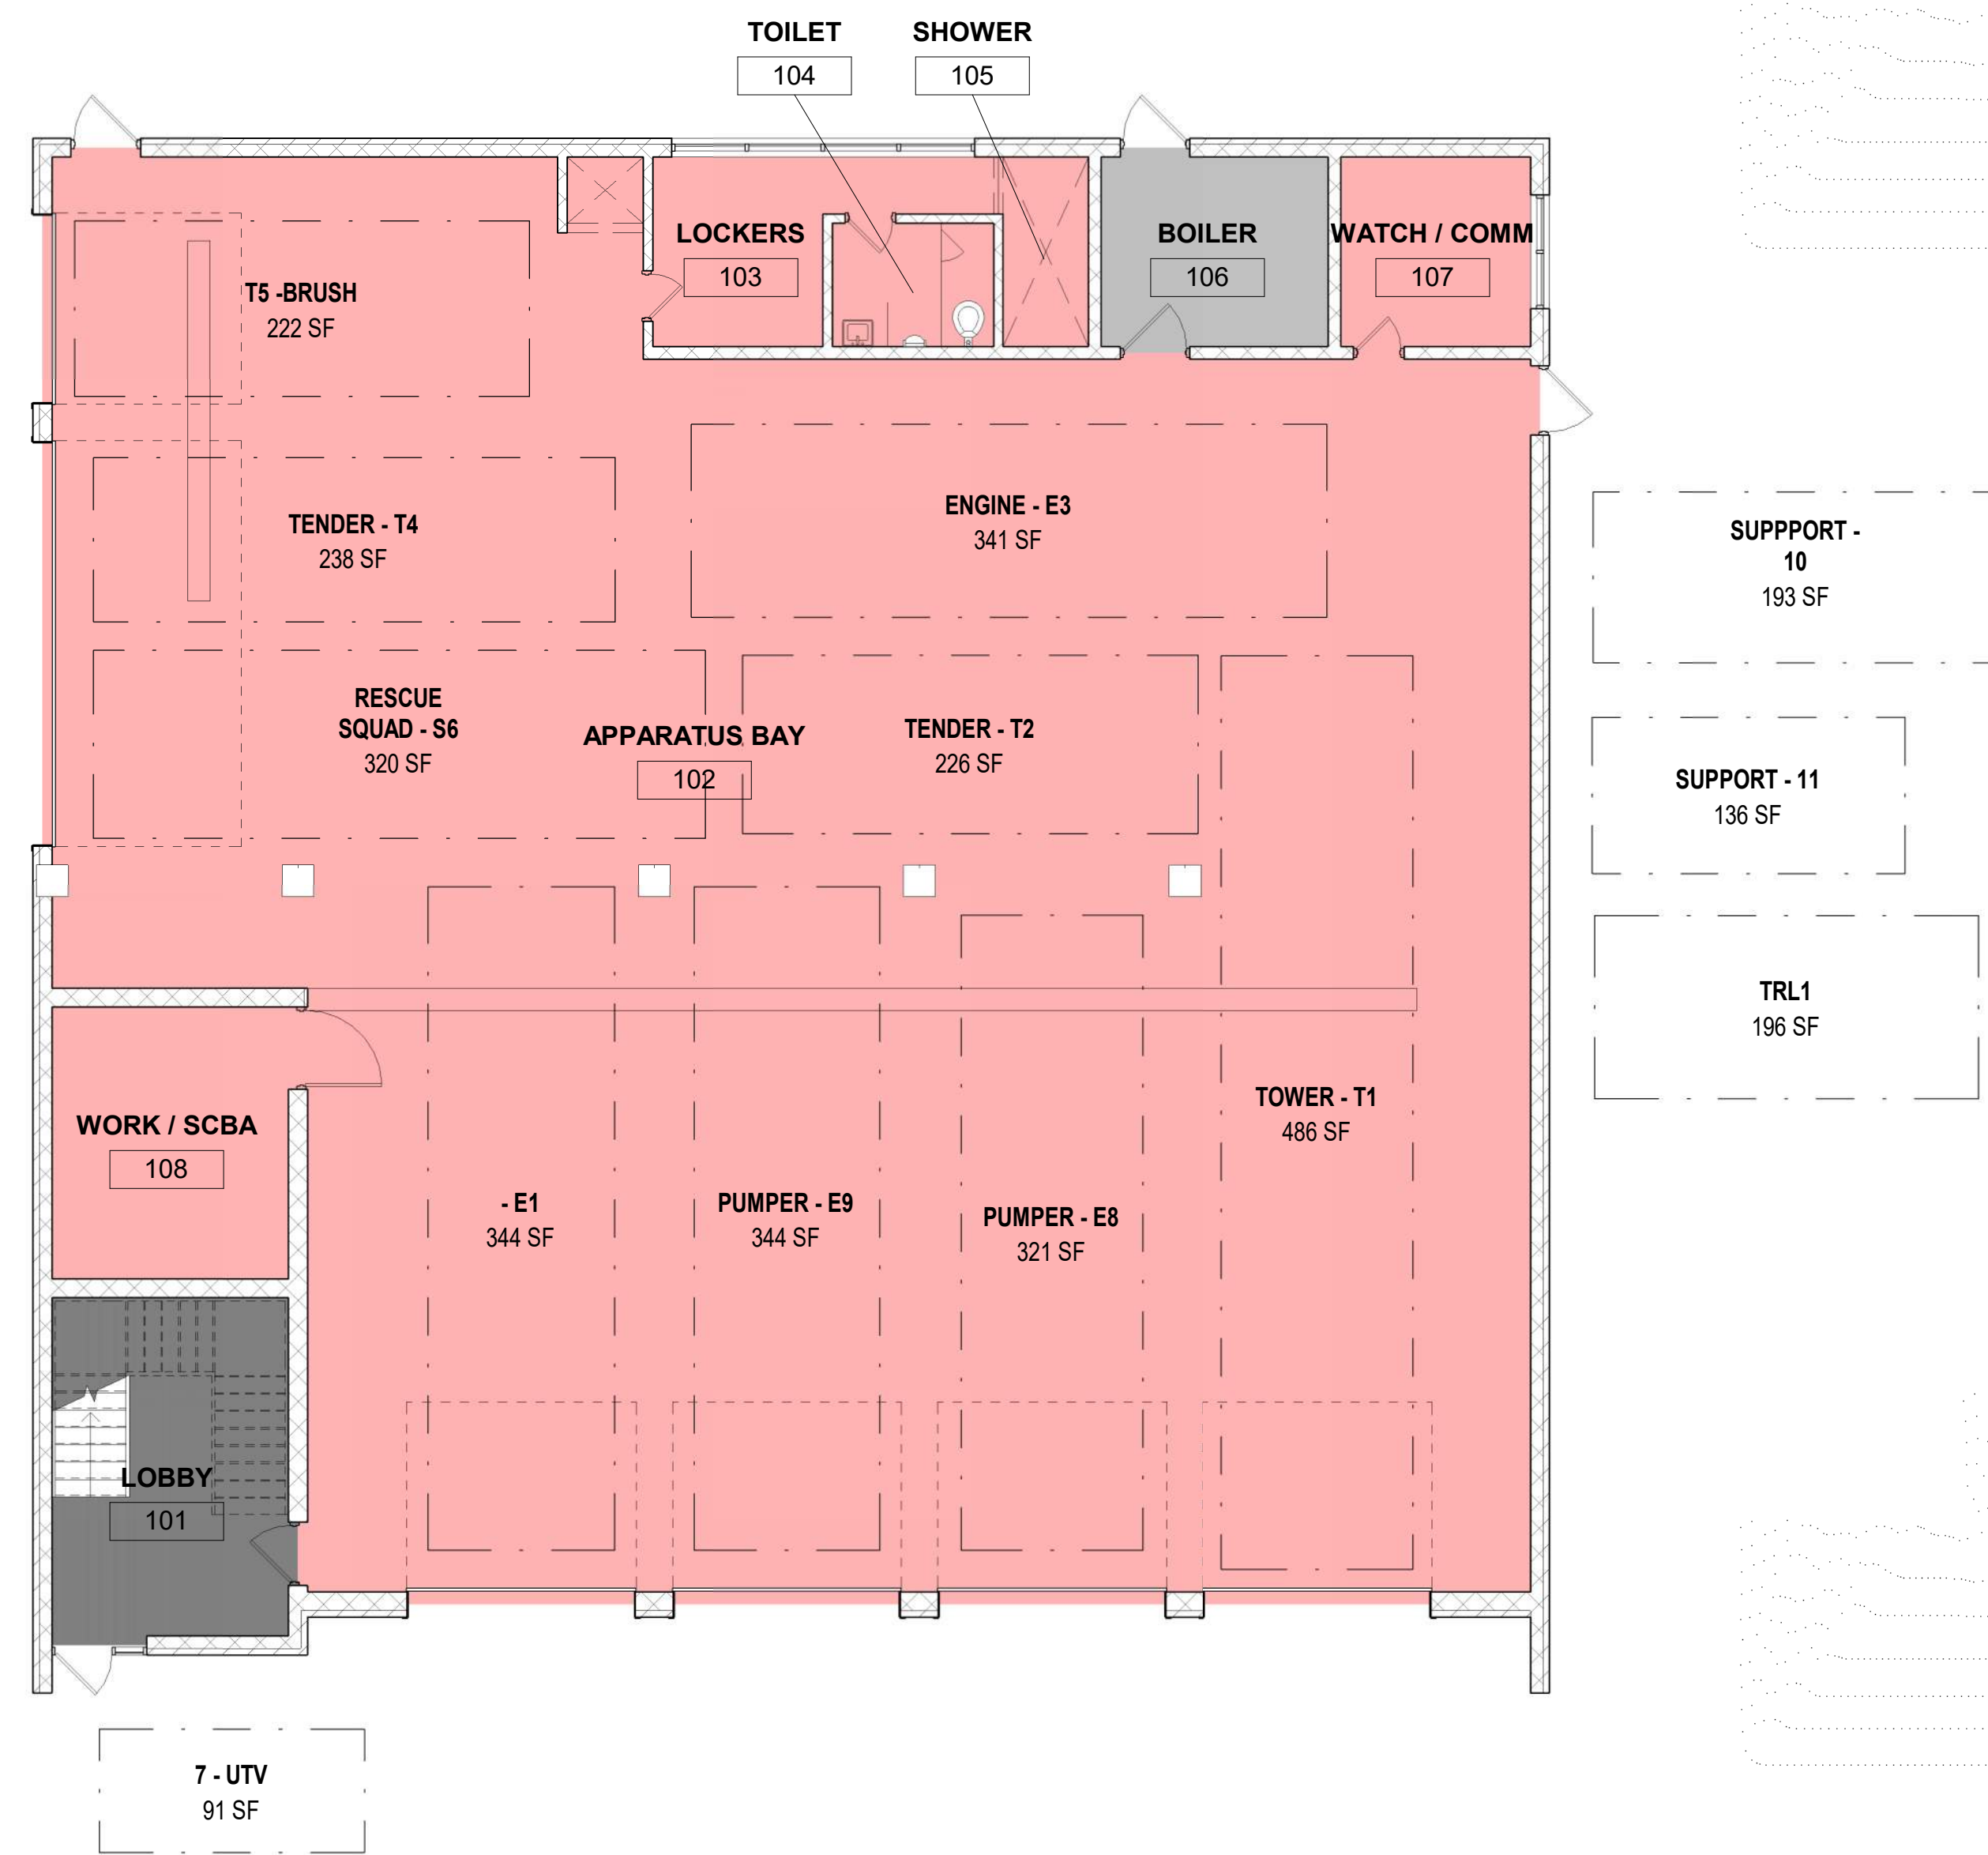 TOILET
104
SHOWER
105
LOCKERS
103
BOILER
106
WATCH / COMM
107
T5 -BRUSH
222 SF
TENDER - T4
238 SF
ENGINE - E3
341 SF
SUPPPORT -
10
193 SF
RESCUE
SQUAD - S6
320 SF
APPARATUS BAY
102
TENDER - T2
226 SF
SUPPORT - 11
136 SF
TRL1
196 SF
WORK / SCBA
108
TOWER - T1
486 SF
- E1
344 SF
PUMPER - E9
344 SF
PUMPER - E8
321 SF
LOBBY
101
7 - UTV
91 SF